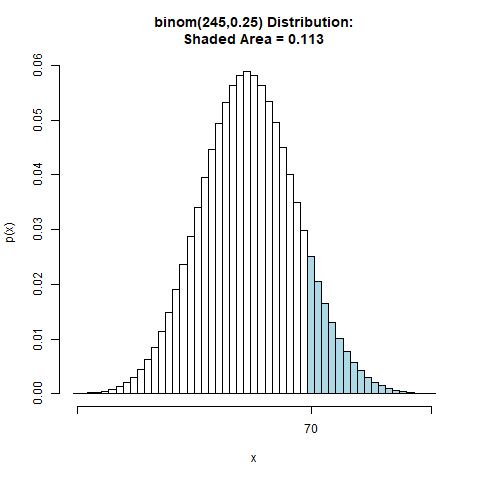 binom(245,0.25) Distribution:
Shaded Area = 0.113
0.06
0.05
0.04
0.03
0.02
0.01
0.00
p(x)
70
x